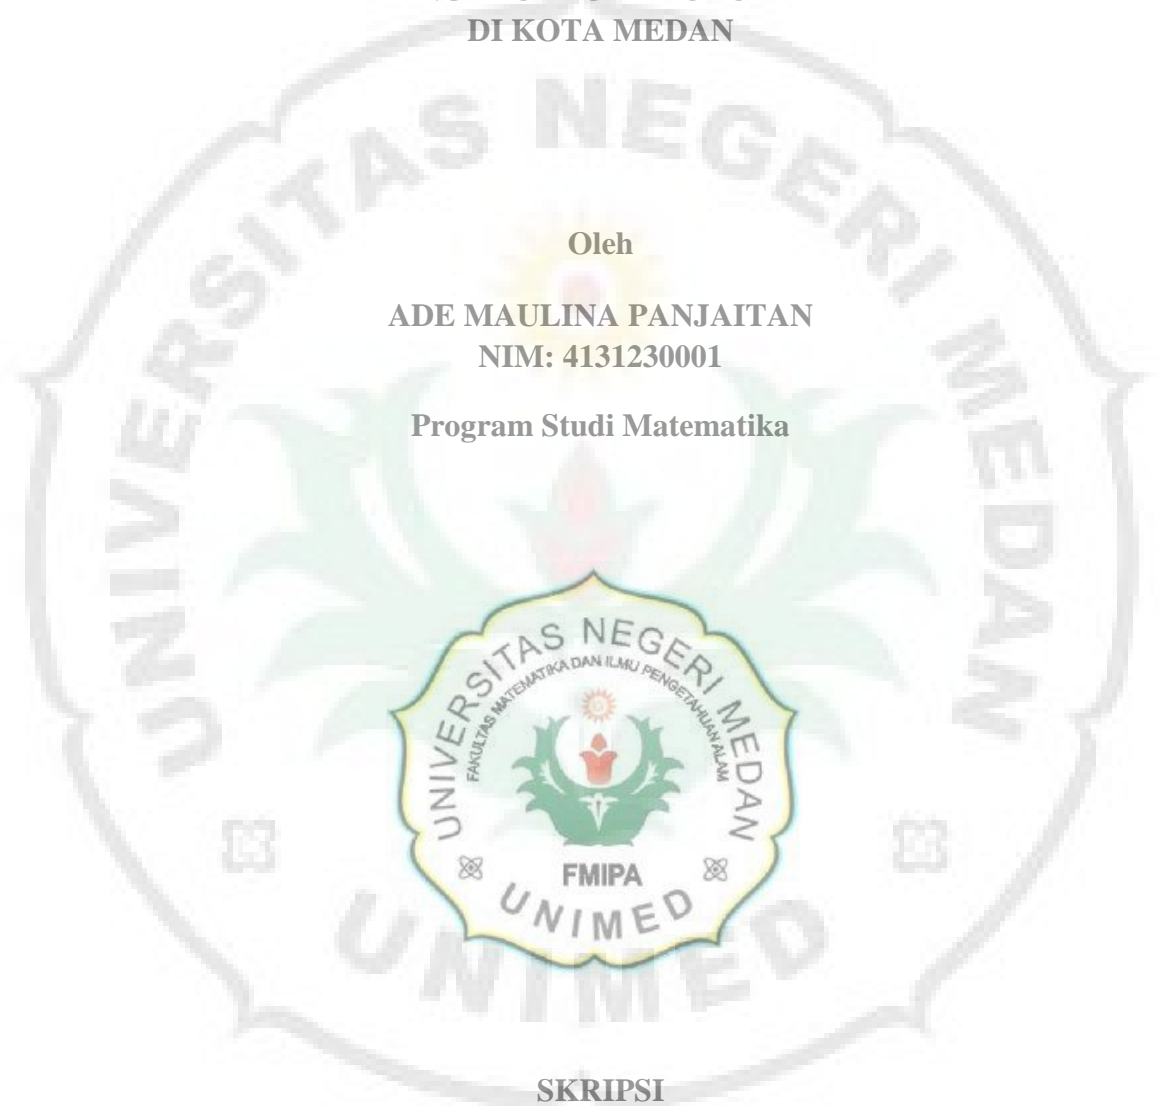 DI KOTA MEDAN
Oleh
ADE MAULINA PANJAITAN
NIM: 4131230001
Program Studi Matematika
UNIVERSITAS NEGERI MEDAN
FAKULTAS MATEMATIKA DAN ILMU PENGETAHUAN ALAM
FMIPA
UNIMED
UNIVERSITAS NEGERI MEDAN
UNIMED
SKRIPSI